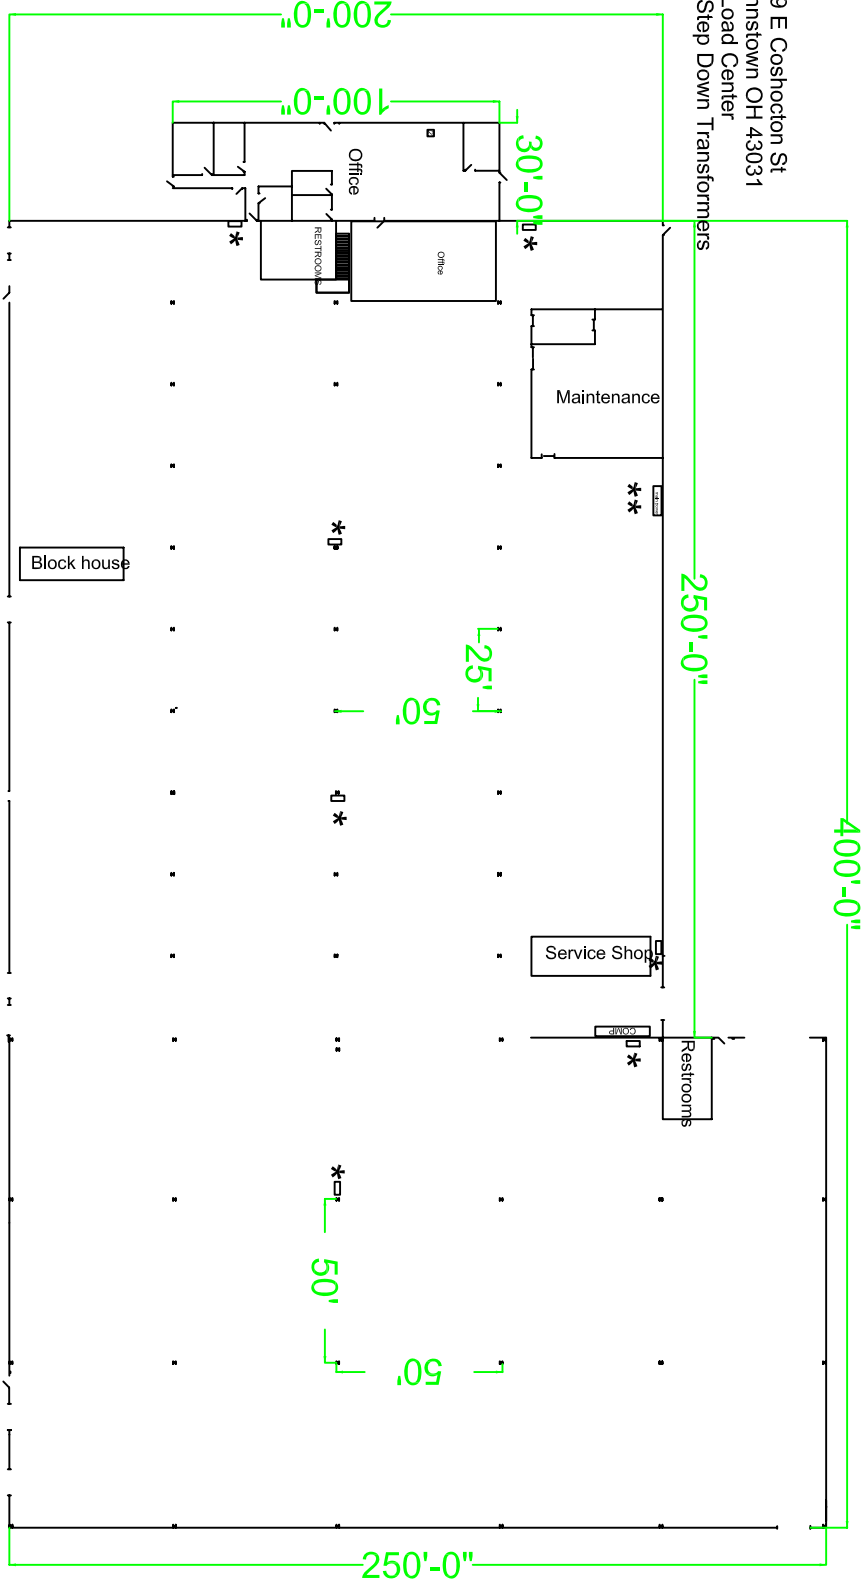 9 E Coshocton St
nnstown OH 43031
Load Center
Step Down Transformers
200'-0"
100'-0"
30'-0"
Office
*
*
RESTROOMS
Office
Maintenance
**
*
Block house
250'-0"
25'
50'
*
400'-0"
Service Shop
*
COMP
*
Restrooms
*
50'
50'
250'-0"